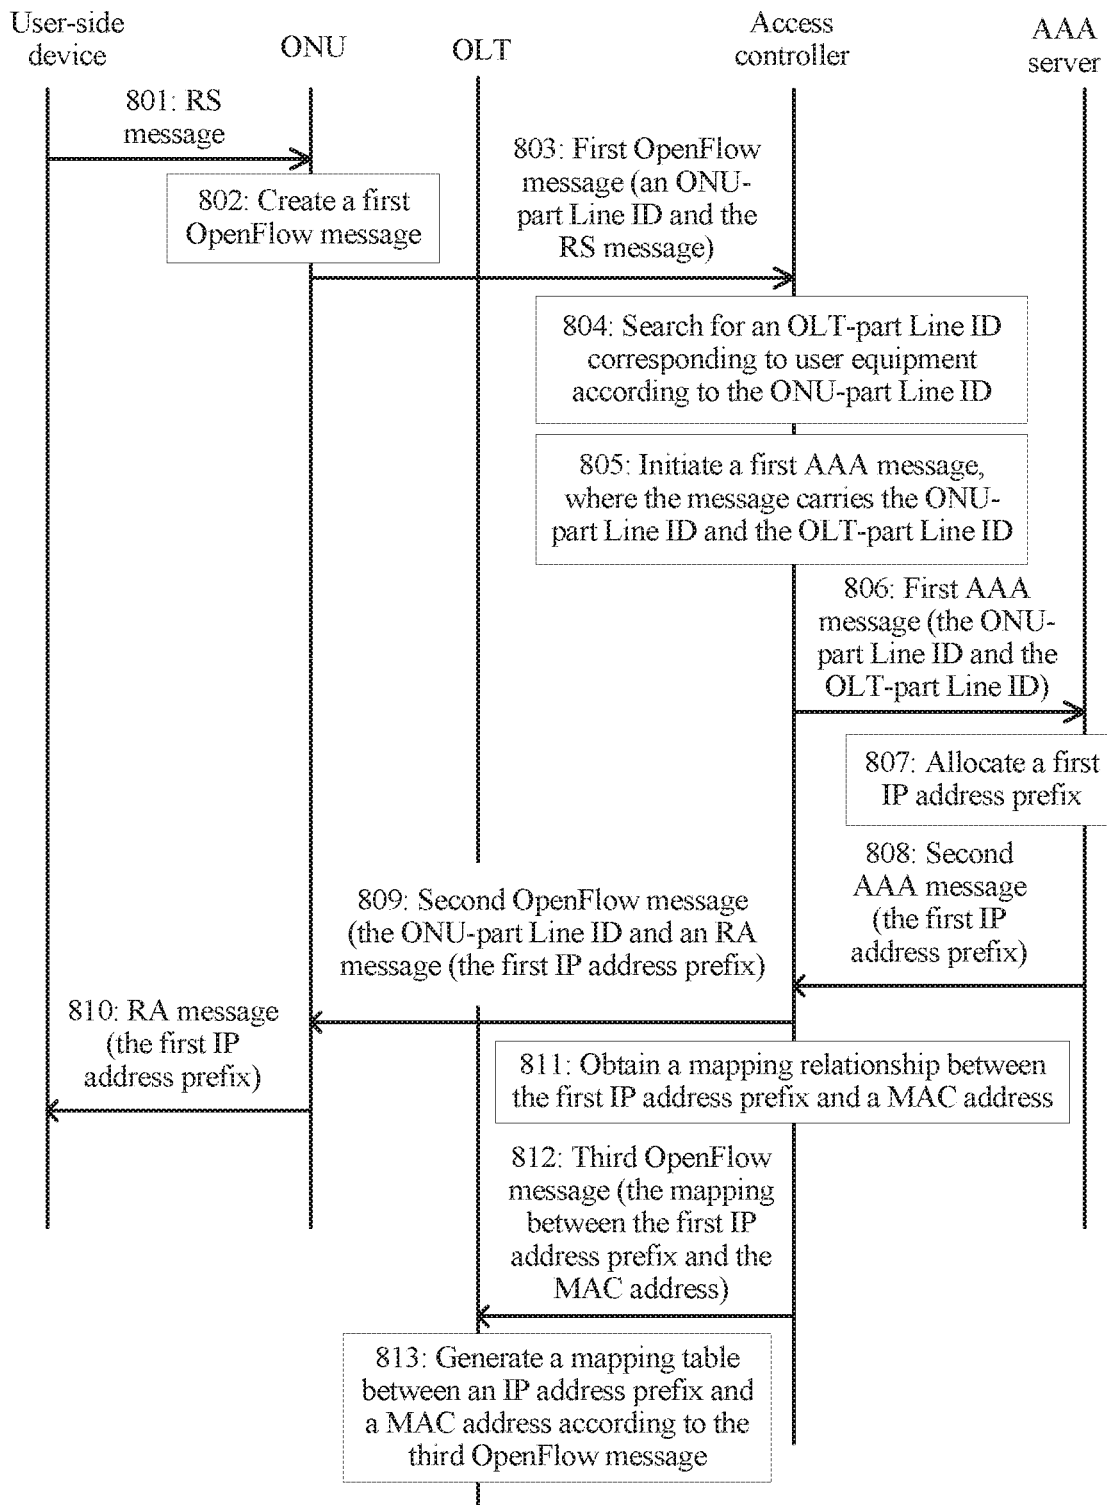 User-side
device
ONU
OLT
Access
controller
AAA
server
801: RS
message
802: Create a first
OpenFlow message
803: First OpenFlow
message (an ONU-
part Line ID and the
RS message)
804: Search for an OLT-part Line ID
corresponding to user equipment
according to the ONU-part Line ID
805: Initiate a first AAA message,
where the message carries the ONU-
part Line ID and the OLT-part Line ID
806: First AAA
message (the ONU-
part Line ID and the
OLT-part Line ID)
807: Allocate a first
IP address prefix
808: Second
AAA message
(the first IP
address prefix)
809: Second OpenFlow message
(the ONU-part Line ID and an RA
message (the first IP address prefix)
810: RA message
(the first IP
address prefix)
811: Obtain a mapping relationship between
the first IP address prefix and a MAC address
812: Third OpenFlow
message (the mapping
between the first IP
address prefix and the
MAC address)
813: Generate a mapping table
between an IP address prefix and
a MAC address according to the
third OpenFlow message